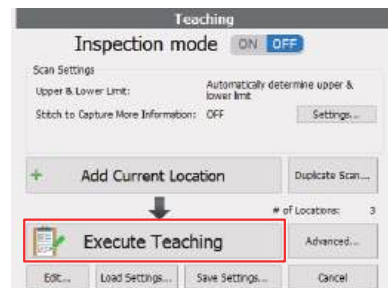 Teaching
Inspection mode ON OFF
Scan Settings
Upper & Lower Limit: Automatically determine upper & lower limit
Stitch to Capture More Information: OFF Settings...
Add Current Location Duplicate Scan...
# of Locations: 3
Execute Teaching Advanced...
Edit... Load Settings... Save Settings... Cancel